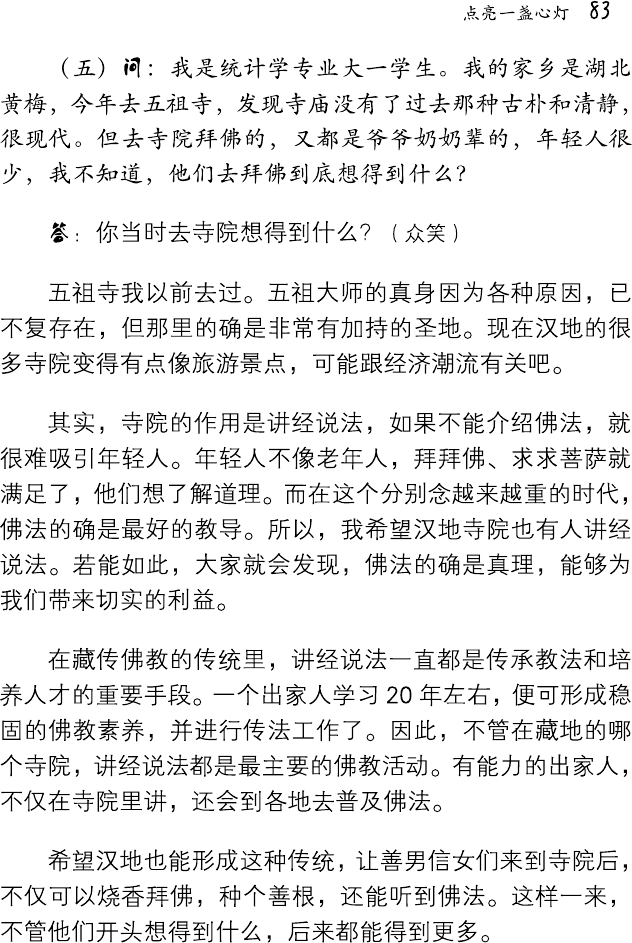 点亮一盏心灯 83
（五）问：我是统计学专业大一学生。我的家乡是湖北
黄梅，今年去五祖寺，发现寺庙没有了过去那种古朴和清静，
很现代。但去寺院拜佛的，又都是爷爷奶奶辈的，年轻人很
少，我不知道，他们去拜佛到底想得到什么？
答：你当时去寺院想得到什么？（众笑）
五祖寺我以前去过。五祖大师的真身因为各种原因，已
不复存在，但那里的确是非常有加持的圣地。现在汉地的很
多寺院变得有点像旅游景点，可能跟经济潮流有关吧。
其实，寺院的作用是讲经说法，如果不能介绍佛法，就
很难吸引年轻人。年轻人不像老年人，拜拜佛、求求菩萨就
满足了，他们想了解道理。而在这个分别念越来越重的时代，
佛法的确是最好的教导。所以，我希望汉地寺院也有人讲经
说法。若能如此，大家就会发现，佛法的确是真理，能够为
我们带来切实的利益。
在藏传佛教的传统里，讲经说法一直都是传承教法和培
养人才的重要手段。一个出家人学习 20 年左右，便可形成稳
固的佛教素养，并进行传法工作了。因此，不管在藏地的哪
个寺院，讲经说法都是最主要的佛教活动。有能力的出家人，
不仅在寺院里讲，还会到各地去普及佛法。
希望汉地也能形成这种传统，让善男信女们来到寺院后，
不仅可以烧香拜佛，种个善根，还能听到佛法。这样一来，
不管他们开头想得到什么，后来都能得到更多。